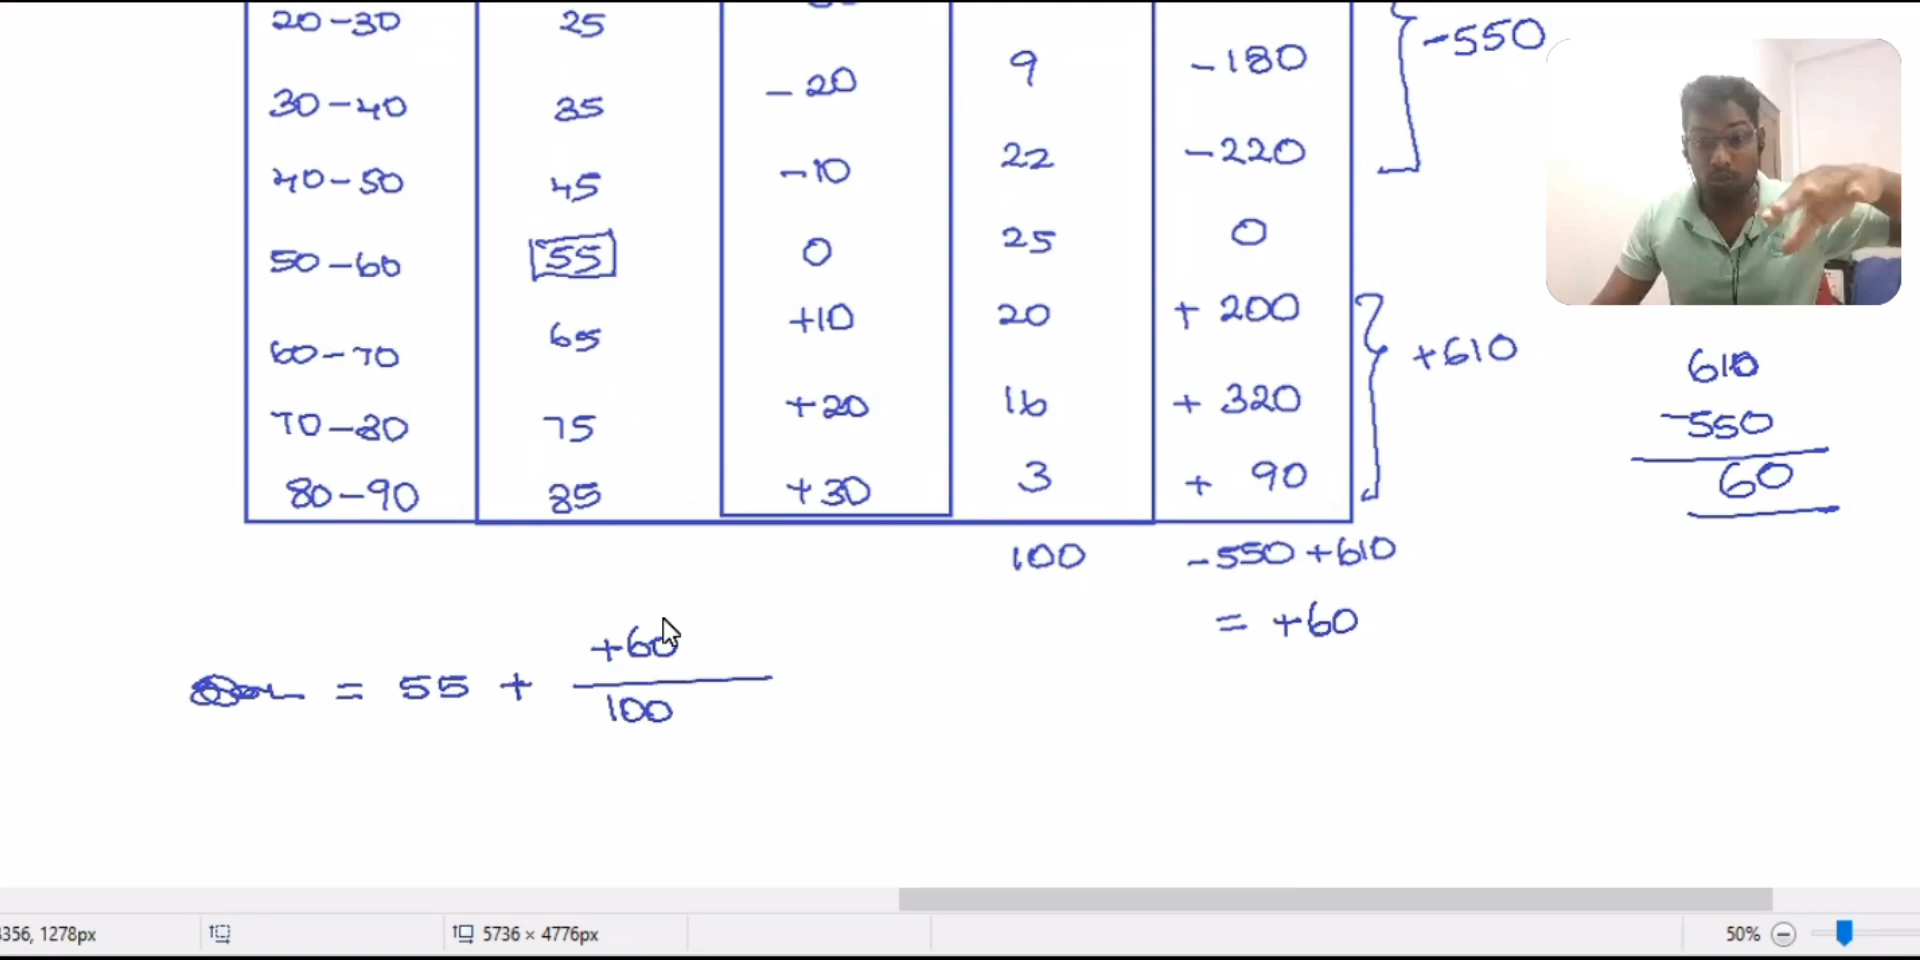 20-30 25
-550
9 -180
30-40 35 -20
40-50 45 -10 22 -220
50-60 55 0 25 0
60-70 65 +10 20 + 200
+610
610
70-80 75 +20 16 + 320
-550
80-90 85 +30 3 + 90
60
100 -550+610
= +60
+60
= 55 +
100
356, 1278px 5736 × 4776px 50%